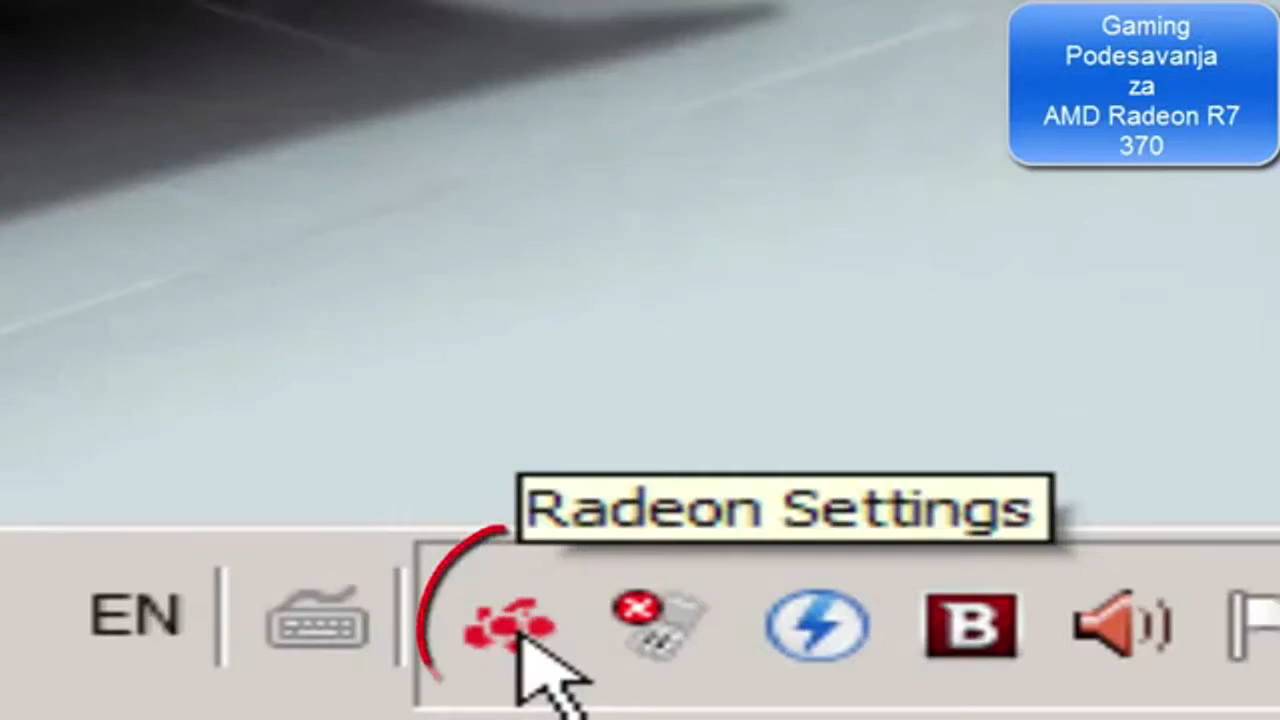 Gaming
Podesavanja
za
AMD Radeon R7
370
Radeon Settings
EN
B